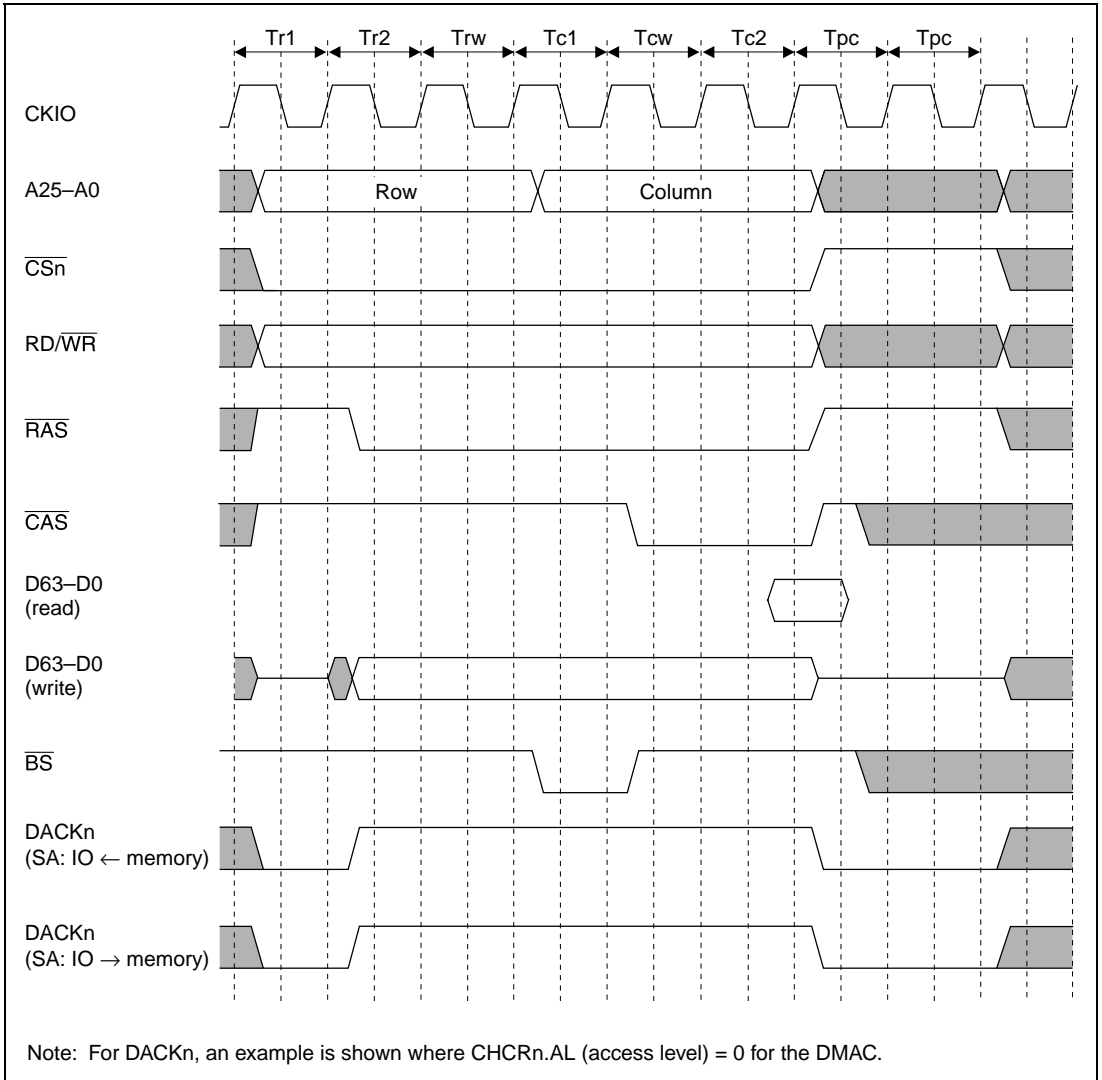 Tr1 Tr2 Trw Tc1 Tcw Tc2 Tpc Tpc
CKIO
A25–A0
Row
Column
CSn
RD/WR
RAS
CAS
D63–D0
(read)
D63–D0
(write)
BS
DACKn
(SA: IO ← memory)
DACKn
(SA: IO → memory)
Note: For DACKn, an example is shown where CHCRn.AL (access level) = 0 for the DMAC.